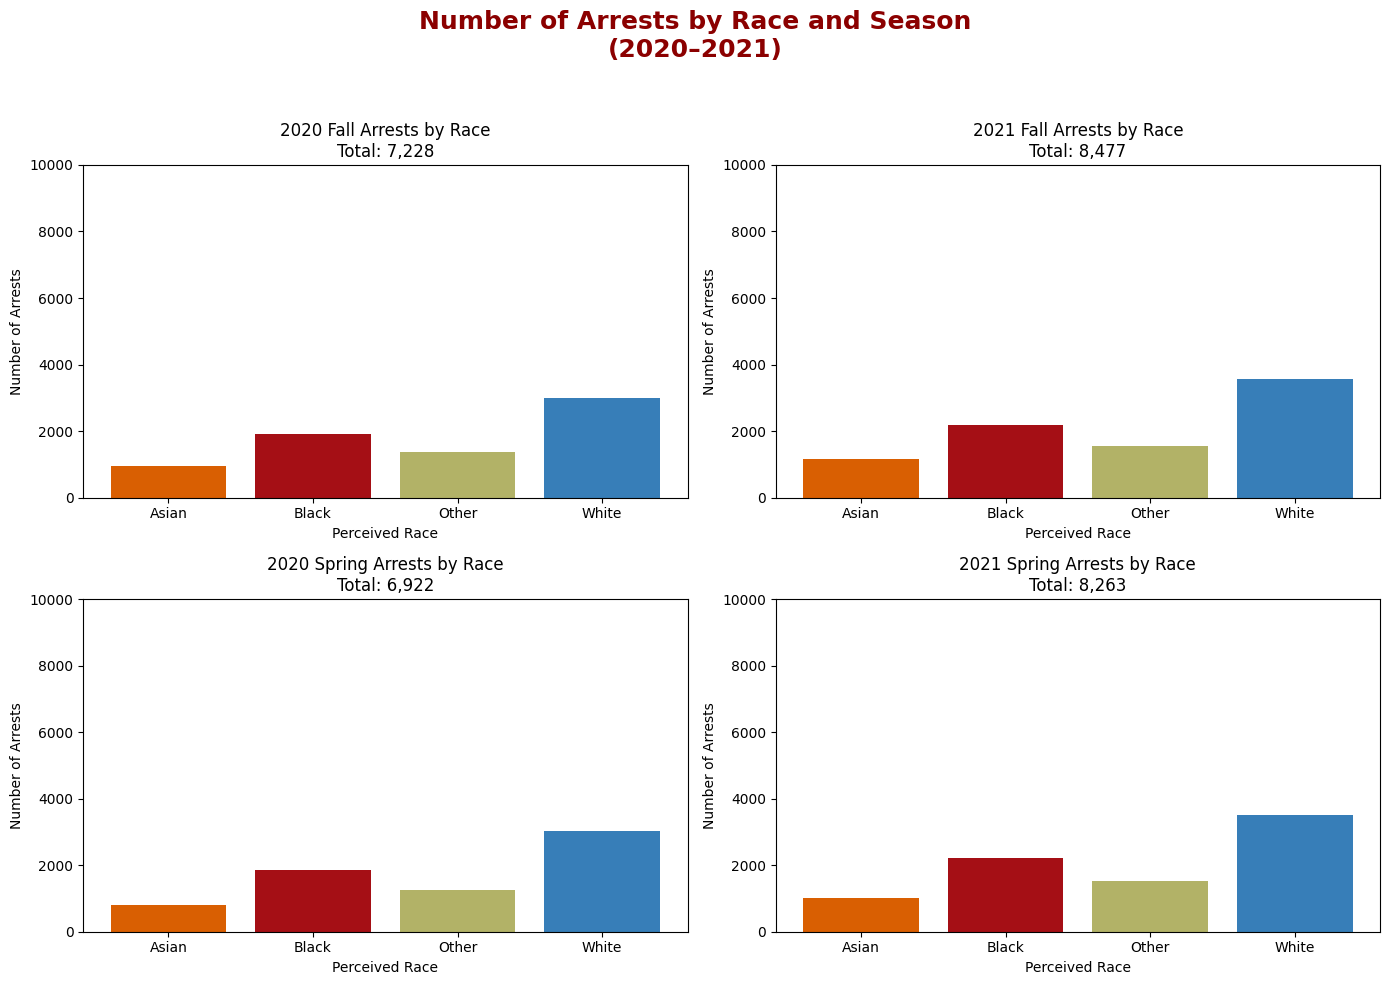 Number of Arrests by Race and Season
(2020–2021)
2020 Fall Arrests by Race
Total: 7,228
10000
8000
6000
4000
2000
0
Number of Arrests
Asian
Black
Other
White
Perceived Race
2021 Fall Arrests by Race
Total: 8,477
10000
8000
6000
4000
2000
0
Number of Arrests
Asian
Black
Other
White
Perceived Race
2020 Spring Arrests by Race
Total: 6,922
10000
8000
6000
4000
2000
0
Number of Arrests
Asian
Black
Other
White
Perceived Race
2021 Spring Arrests by Race
Total: 8,263
10000
8000
6000
4000
2000
0
Number of Arrests
Asian
Black
Other
White
Perceived Race